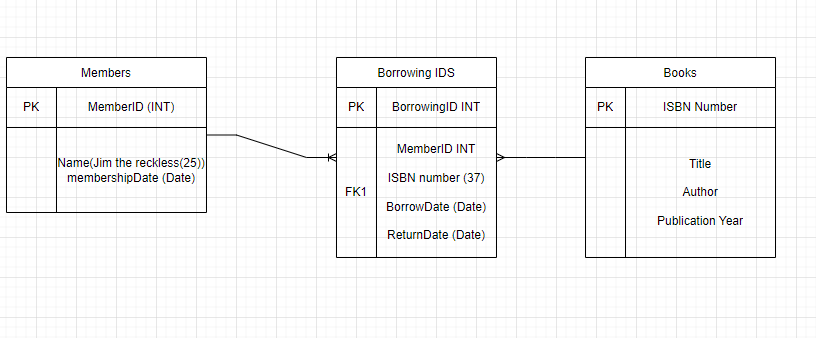 Members
PK
MemberID (INT)
Name(Jim the reckless(25))
membershipDate (Date)
Borrowing IDS
PK
BorrowingID INT
FK1
MemberID INT
ISBN number (37)
BorrowDate (Date)
ReturnDate (Date)
Books
PK
ISBN Number
Title
Author
Publication Year